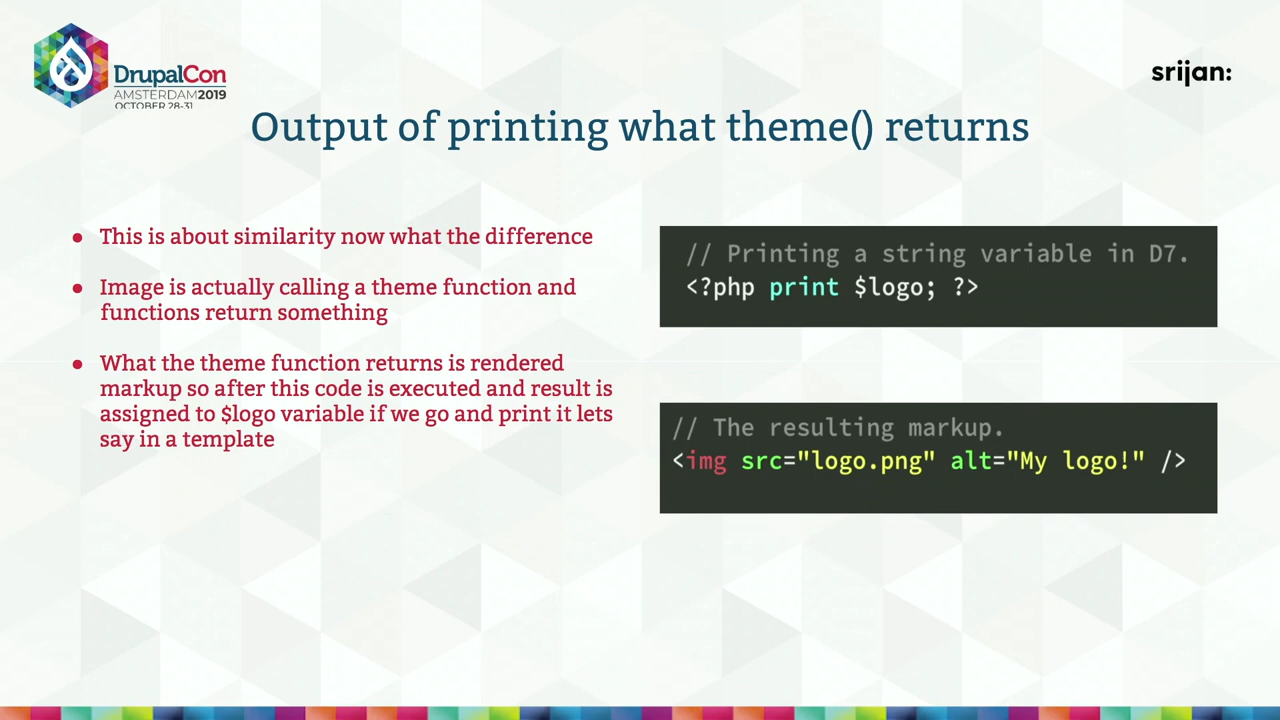 DrupalCon
AMSTERDAM2019
OCTOBER 28-31
srijan:
Output of printing what theme() returns
● This is about similarity now what the difference
● Image is actually calling a theme function and
functions return something
● What the theme function returns is rendered
markup so after this code is executed and result is
assigned to $logo variable if we go and print it lets
say in a template
// Printing a string variable in D7.
<?php print $logo; ?>
// The resulting markup.
<img src="logo.png" alt="My logo!" />